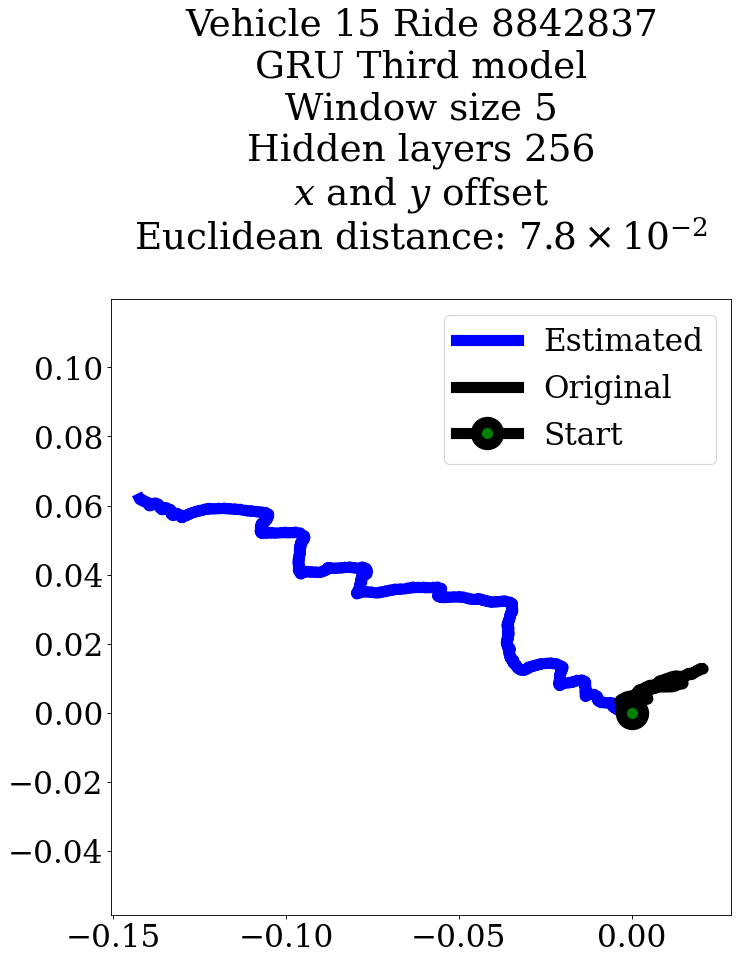 Vehicle 15 Ride 8842837
GRU Third model
Window size 5
Hidden layers 256
x and y offset
Euclidean distance: 7.8 × 10⁻²
Estimated
Original
Start
0.10
0.08
0.06
0.04
0.02
0.00
−0.02
−0.04
−0.15 −0.10 −0.05 0.00